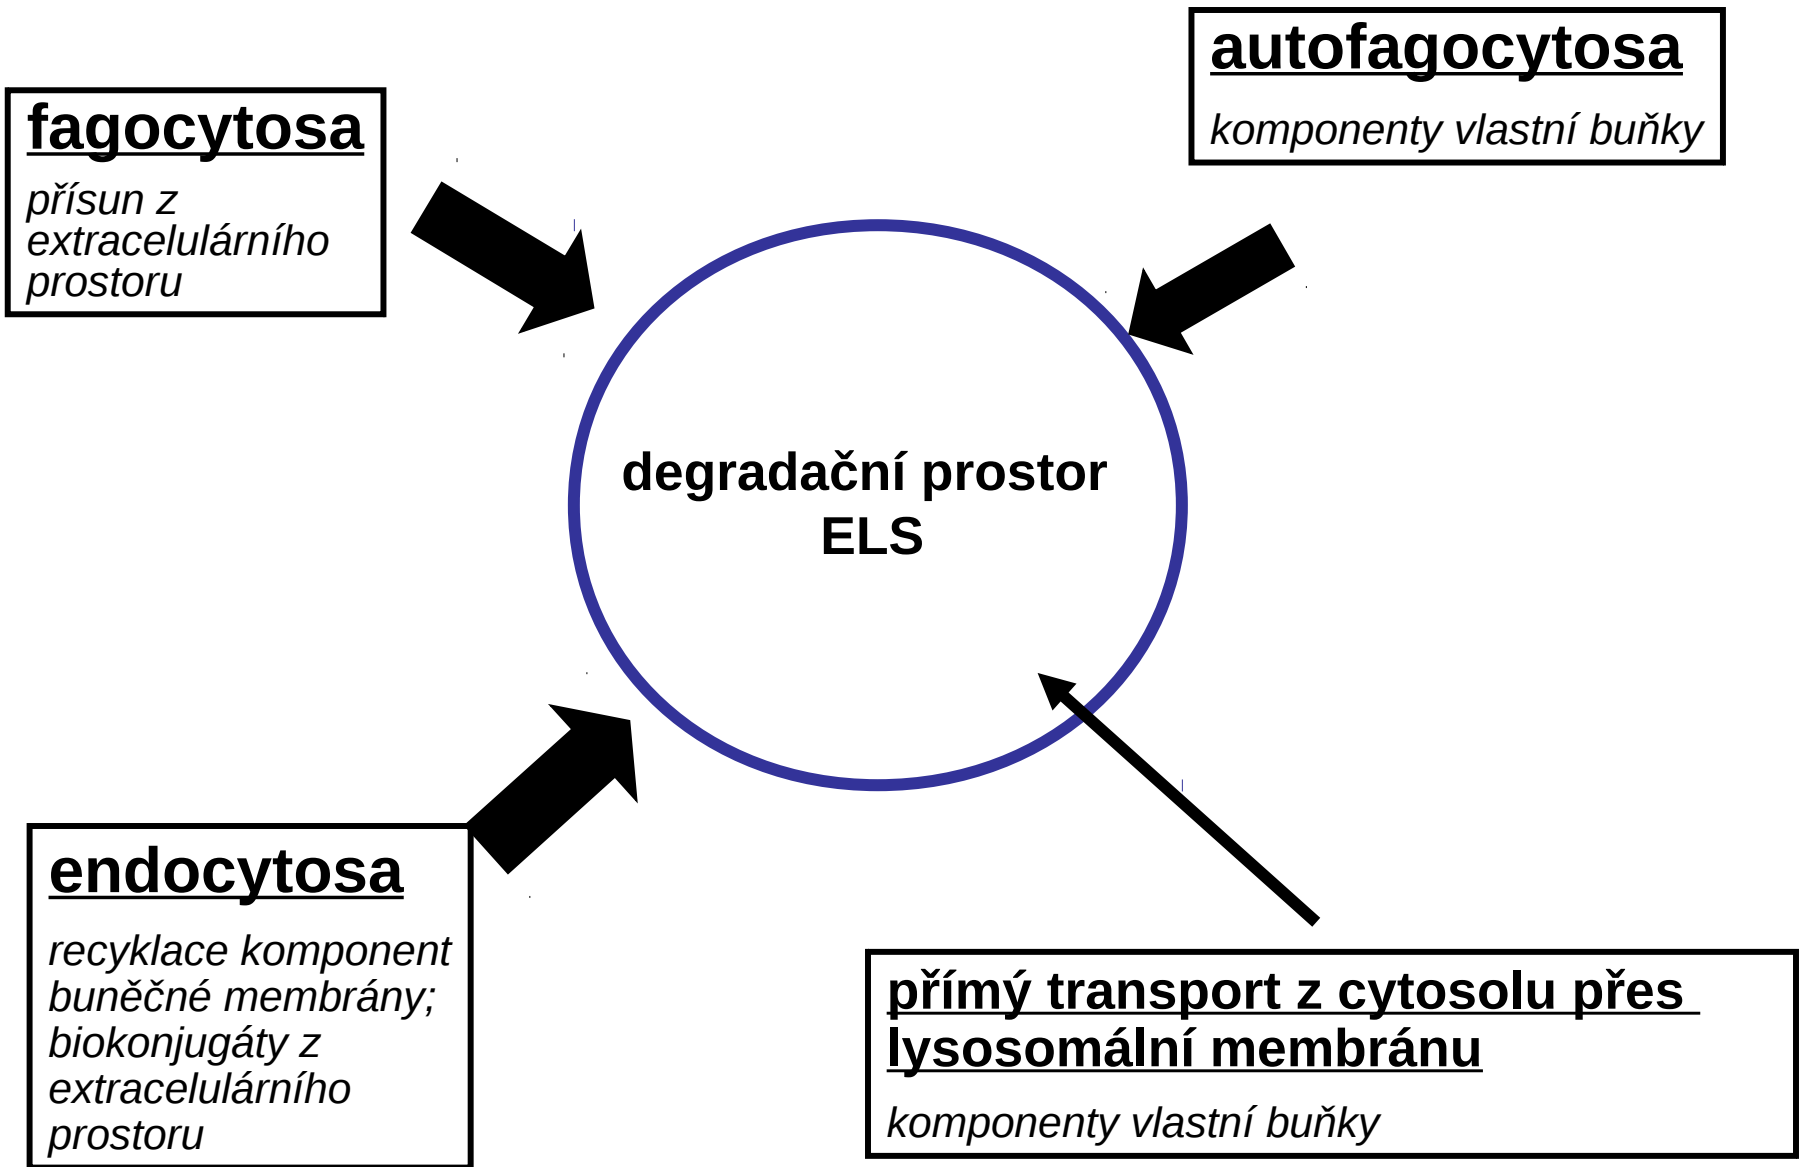 autofagocytosa
komponenty vlastní buňky
fagocytosa
přísun z
extracelulárního
prostoru
degradační prostor
ELS
endocytosa
recyklace komponent
buněčné membrány;
biokonjugáty z
extracelulárního
prostoru
přímý transport z cytosolu přes
lysosomální membránu
komponenty vlastní buňky